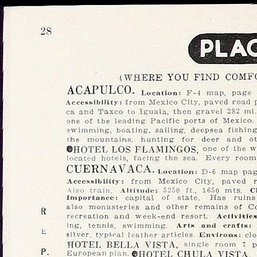 28
PLAC
(WHERE YOU FIND COMFO
ACAPULCO. Location: F-4 map, page
Accessibility: from Mexico City, paved road p
ca and Taxco to Iguala, then gravel 282 mi.
one of the leading Pacific ports of Mexico.
swimming, boating, sailing, deepsea fishing
the mountains, hunting for deer and ot
HOTEL LOS FLAMINGOS, one of the w
located hotels, facing the sea. Every room
CUERNAVACA. Location: D-6 map pag
Accessibility: from Mexico City, paved r
Also train. Altitude: 5250 ft., 1650 mts. Cl
Importance: capital of state. Has ruins
also monasteries and other remains of Co
recreation and week-end resort. Activities
ing, tennis, swimming. Arts and crafts:
silver, typical leather articles. Environs: clo
HOTEL BELLA VISTA, single room 7 p
European plan. HOTEL CHULA VISTA,
R
E
P.